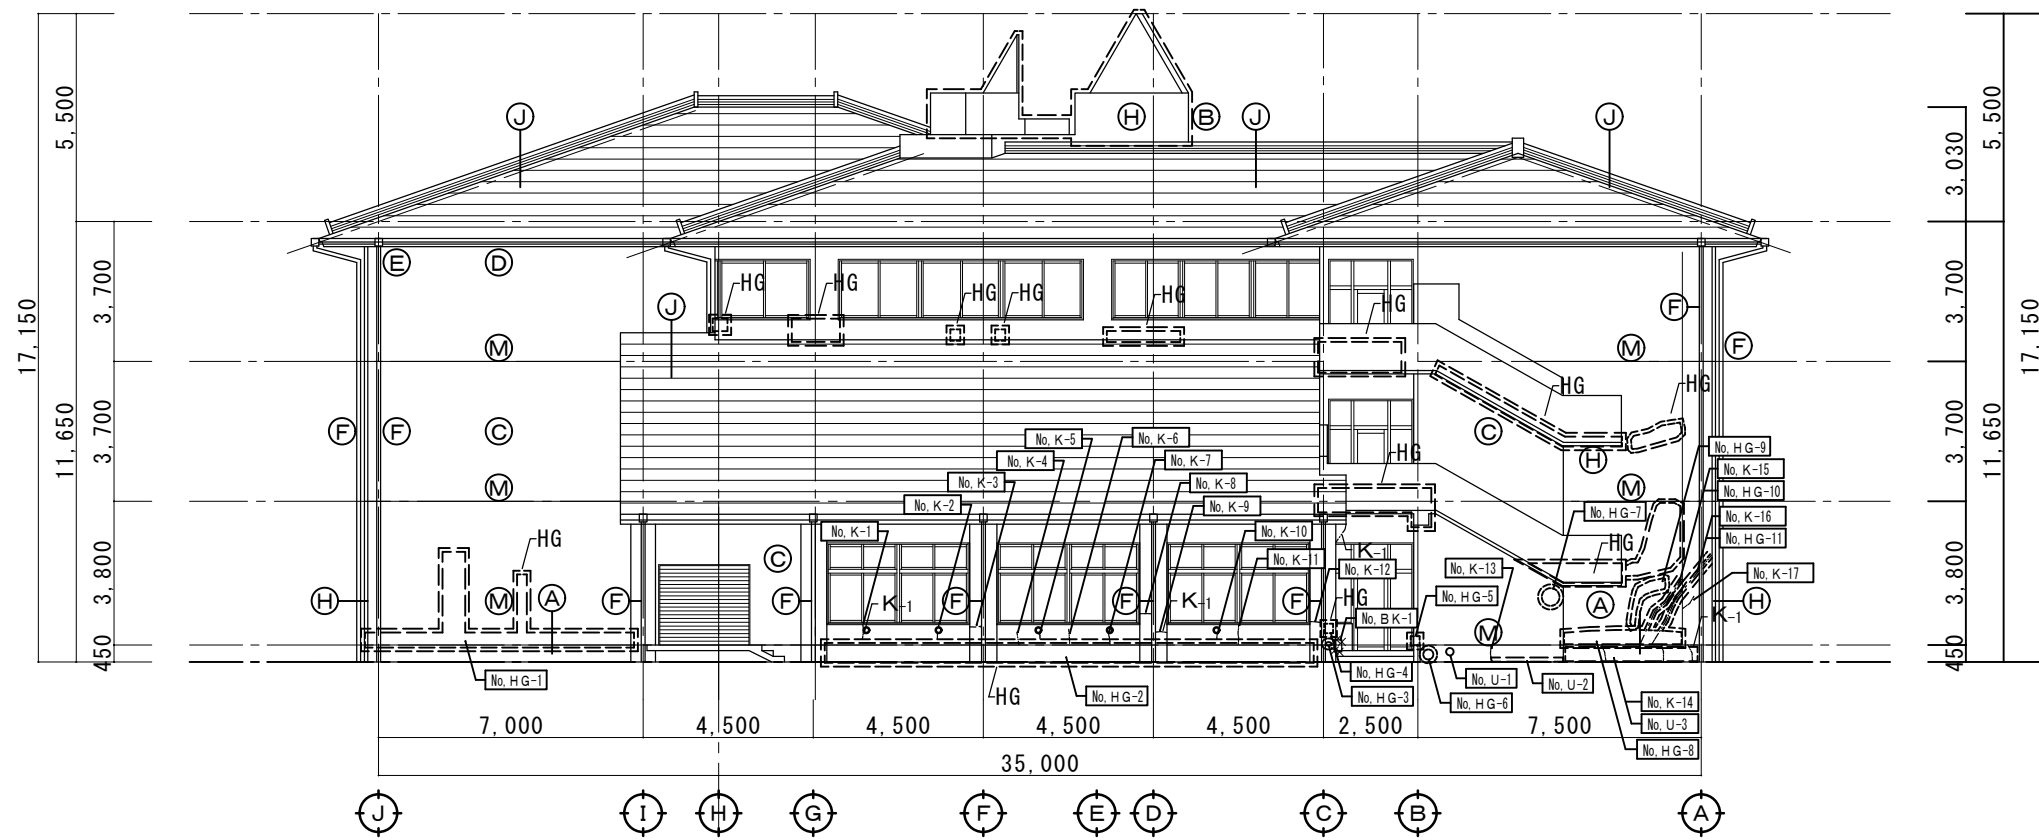 5,500
17,150
11,650
3,700
3,700
3,800
450
J
H
B
J
J
3,030
5,500
3,700
3,700
3,800
450
11,650
17,150
E
D
J
HG
HG
HG
HG
HG
HG
F
F
M
M
F
F
C
M
C
HG
HG
H
HG
M
No, K-1
No, K-2
No, K-3
No, K-4
No, K-5
No, K-6
No, K-7
No, K-8
No, K-9
No, K-10
No, K-11
No, K-12
No, K-13
No, HG-7
No, HG-9
No, K-15
No, HG-10
No, K-16
No, HG-11
No, K-17
HG
H
M
A
C
F
F
K-1
F
K-1
F
F
K-1
HG
No, BK-1
No, HG-5
HG
A
M
K-1
H
No, HG-1
HG
No, HG-2
No, HG-4
No, HG-3
No, U-1
No, HG-6
No, U-2
No, K-14
No, U-3
No, HG-8
7,000
4,500
4,500
4,500
4,500
2,500
7,500
35,000
J
I
H
G
F
E
D
C
B
A